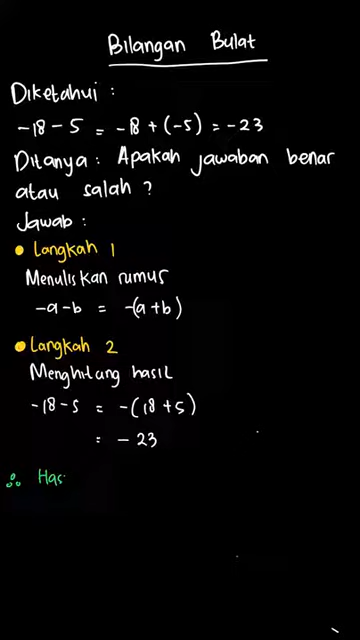 Bilangan Bulat
Diketahui :
-18 - 5 = -18 + (-5) = -23
Ditanya : Apakah jawaban benar
atau salah ?
Jawab :
• Langkah 1
Menuliskan rumus
-a - b = -(a + b)
• Langkah 2
Menghitung hasil
-18 - 5 = -(18 + 5)
= -23
∴ Has